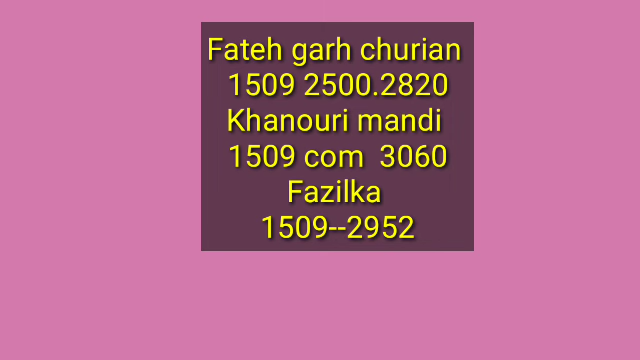 Fateh garh churian
1509 2500.2820
Khanouri mandi
1509 com 3060
Fazilka
1509--2952